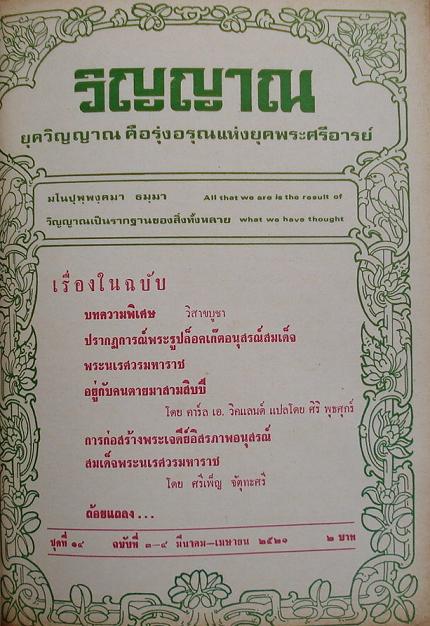 วิญญาณ
ยุควิญญาณ คือรุ่งอรุณแห่งยุคพระศรีอารย์
มโนปุพฺพงฺคมา ธมฺมา All that we are is the result of
วิญญาณเป็นรากฐานของสิ่งทั้งหลาย what we have thought
เรื่องในฉบับ
บทความพิเศษ วิสาขบูชา
ปรากฏการณ์พระรูปล็อคเก๊ตอนุสรณ์สมเด็จ
พระนเรศวรมหาราช
อยู่กับคนตายมาสามสิบปี
โดย คาร์ล เอ. วิคแลนด์ แปลโดย ศิริ พุธศุกร์
การก่อสร้างพระเจดีย์อิสรภาพอนุสรณ์
สมเด็จพระนเรศวรมหาราช
โดย ศรีเพ็ญ จัตุทะศรี
ถ้อยแถลง...
ชุดที่ ๑๔ ฉบับที่ ๓—๔ มีนาคม—เมษายน ๒๕๒๑ ๒ บาท